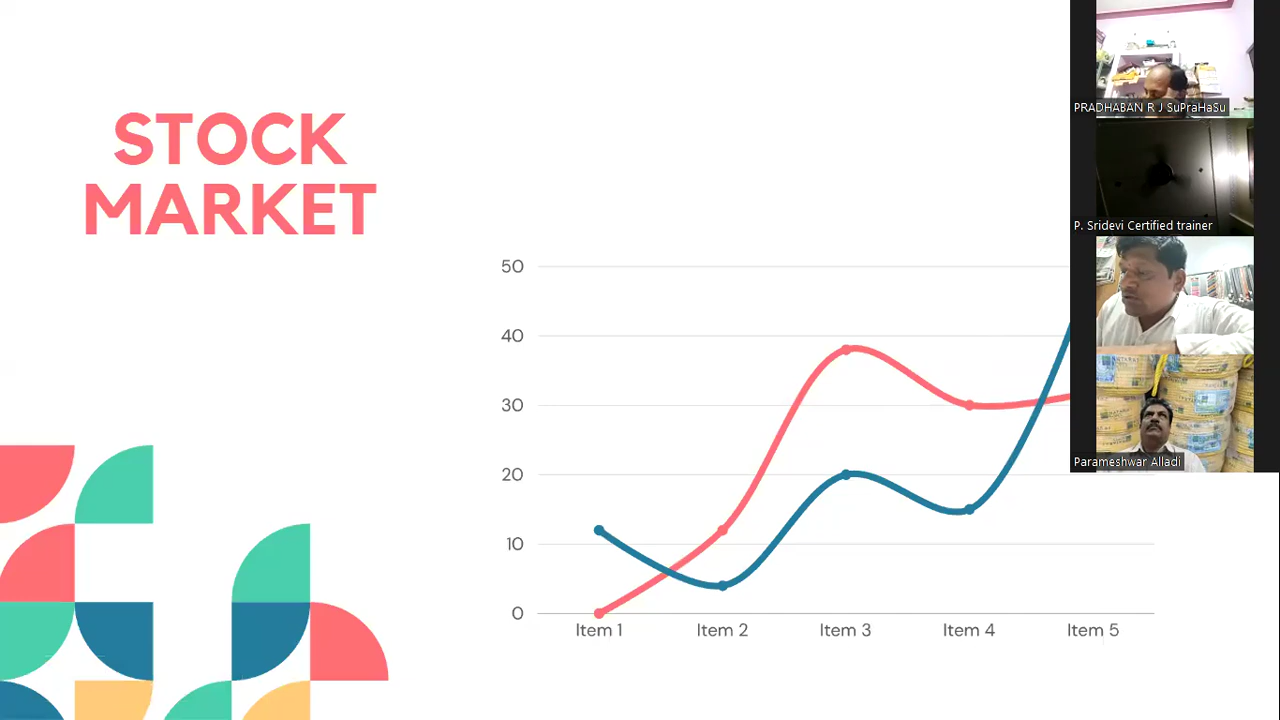 STOCK
MARKET
50
40
30
20
10
0
Item 1
Item 2
Item 3
Item 4
Item 5
PRADHABAN R J SuPraHaSu
P. Sridevi Certified trainer
Parameshwar Alladi